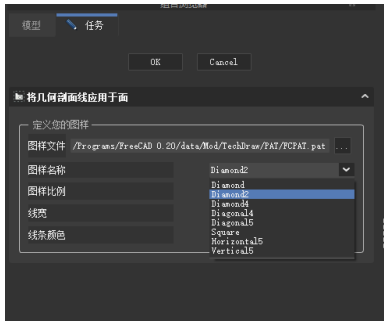 模型
任务
OK
Cancel
将几何剖面线应用于面
定义您的图样
图样文件 /Programs/FreeCAD 0.20/data/Mod/TechDraw/PAT/FCPAT.pat ...
图样名称 Diamond2
Diamond
图样比例 Diamond2
Diamond4
线宽 Diagonal4
Diagonal5
线条颜色 Square
Horizontal5
Vertical5